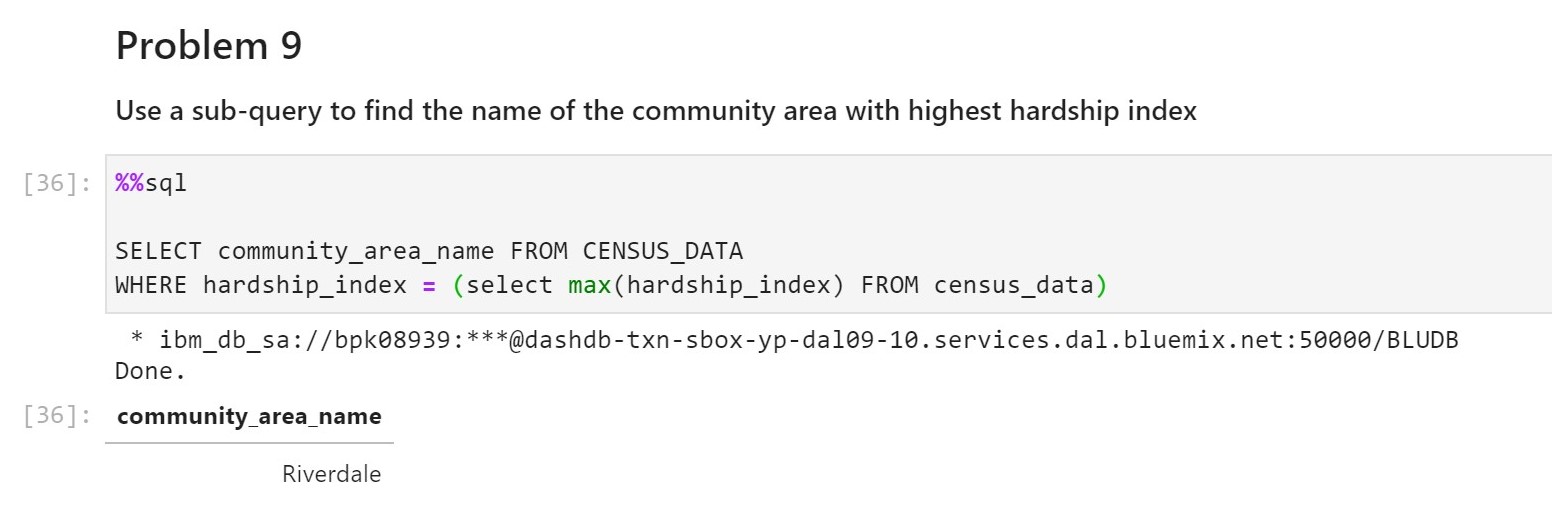 Problem 9
Use a sub-query to find the name of the community area with highest hardship index
[36]: %%sql
SELECT community_area_name FROM CENSUS_DATA
WHERE hardship_index = (select max(hardship_index) FROM census_data)
* ibm_db_sa://bpk08939:***@dashdb-txn-sbox-yp-dal09-10.services.dal.bluemix.net:50000/BLUDB
Done.
[36]: community_area_name
Riverdale